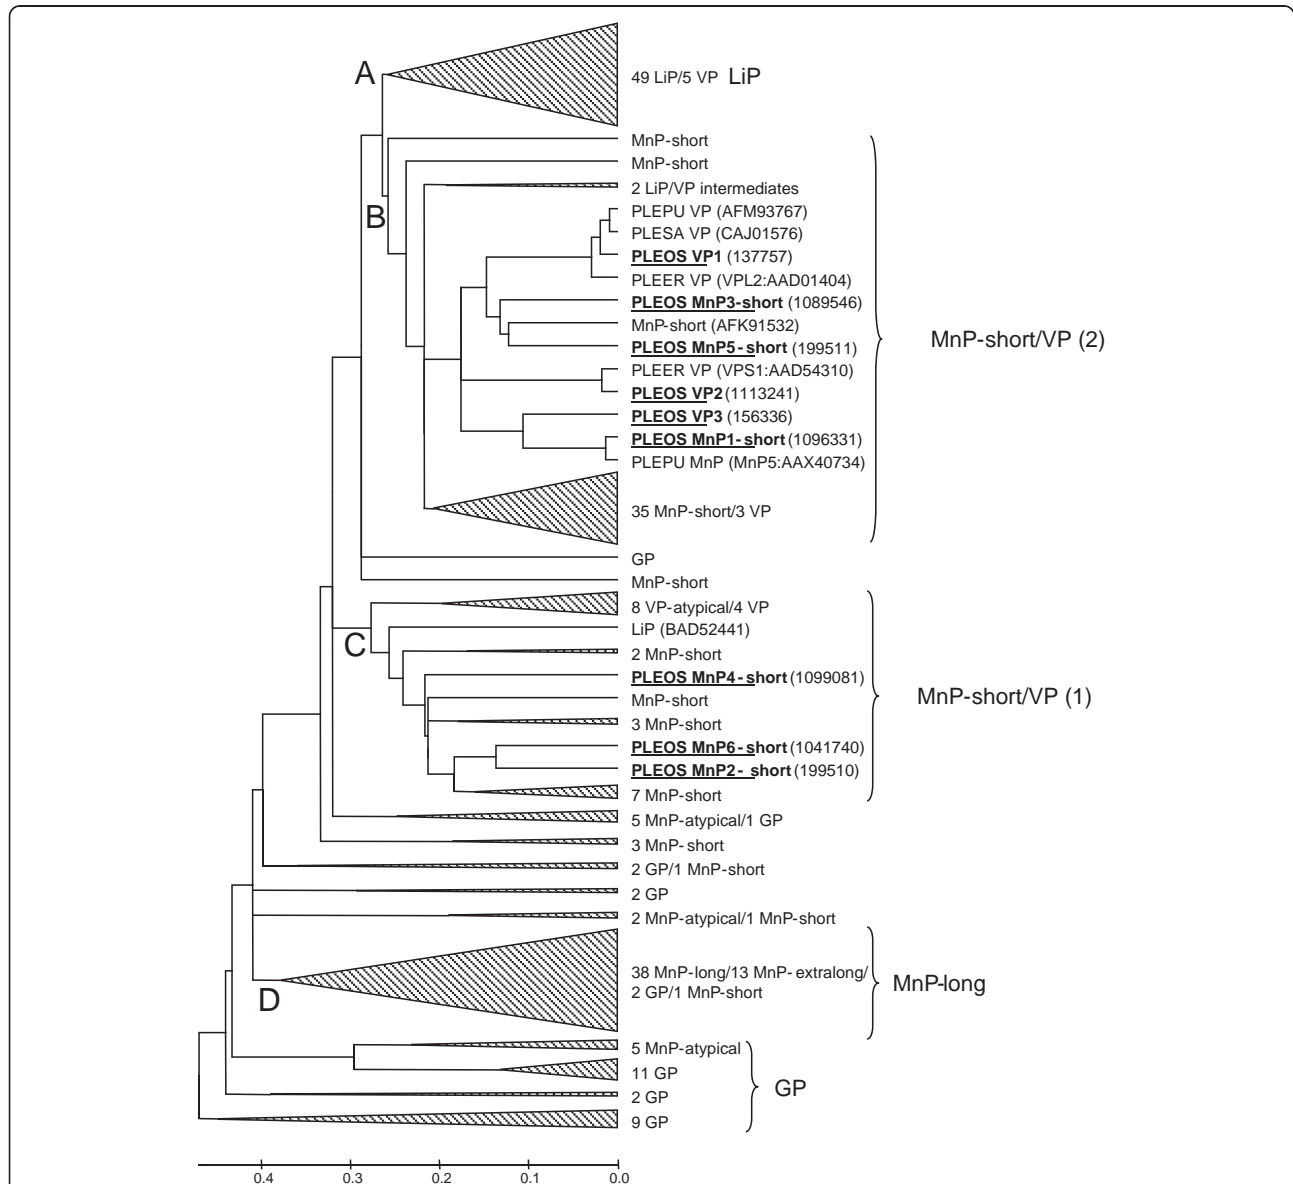 A
49 LiP/5 VP LiP
MnP-short
MnP-short
2 LiP/VP intermediates
B
PLEPU VP (AFM93767)
PLESA VP (CAJ01576)
PLEOS VP1 (137757)
PLEER VP (VPL2:AAD01404)
PLEOS MnP3-short (1089546)
MnP-short (AFK91532)
MnP-short/VP (2)
PLEOS MnP5-short (199511)
PLEER VP (VPS1:AAD54310)
PLEOS VP2 (1113241)
PLEOS VP3 (156336)
PLEOS MnP1-short (1096331)
PLEPU MnP (MnP5:AAX40734)
35 MnP-short/3 VP
GP
MnP-short
8 VP-atypical/4 VP
LiP (BAD52441)
C
2 MnP-short
PLEOS MnP4-short (1099081)
MnP-short
MnP-short/VP (1)
3 MnP-short
PLEOS MnP6-short (1041740)
PLEOS MnP2- short (199510)
7 MnP-short
5 MnP-atypical/1 GP
3 MnP-short
2 GP/1 MnP-short
2 GP
2 MnP-atypical/1 MnP-short
38 MnP-long/13 MnP-extralong/
2 GP/1 MnP-short
MnP-long
D
5 MnP-atypical
11 GP
GP
2 GP
9 GP
0.4 0.3 0.2 0.1 0.0